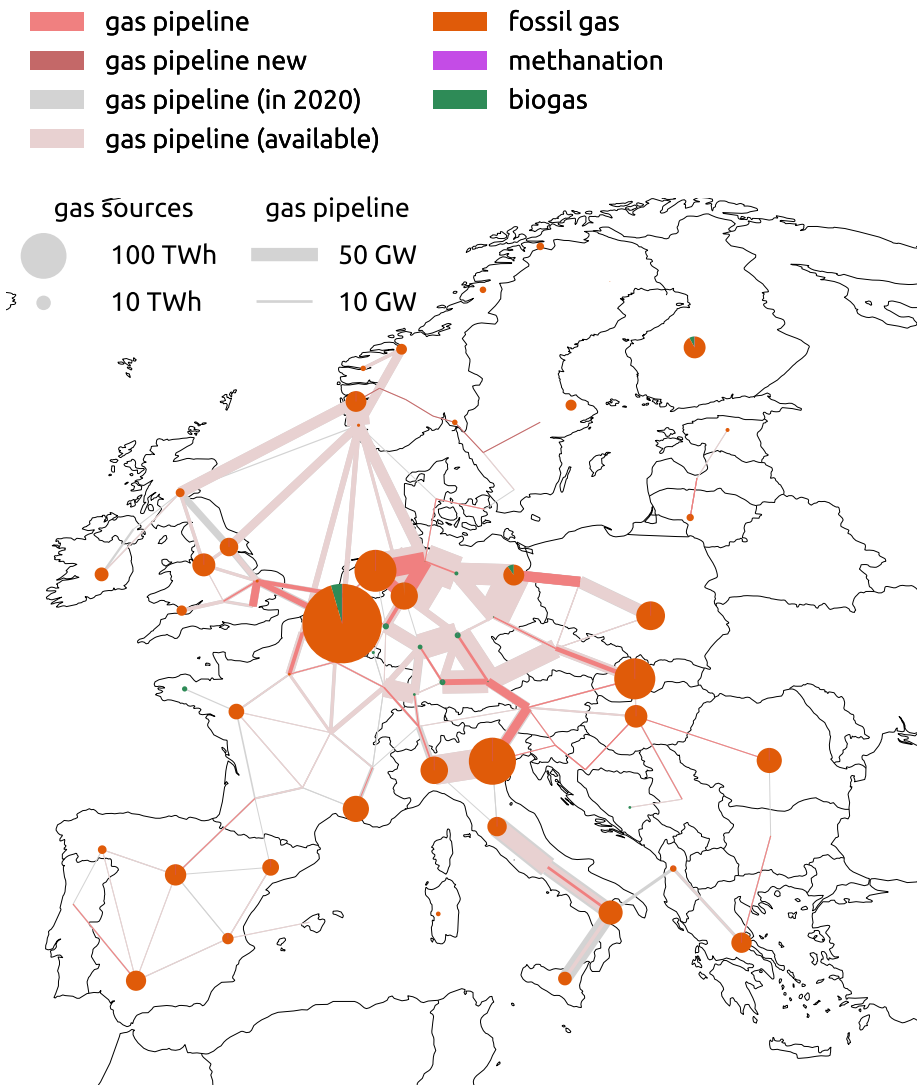 gas pipeline
gas pipeline new
gas pipeline (in 2020)
gas pipeline (available)
fossil gas
methanation
biogas
gas sources
100 TWh
10 TWh
gas pipeline
50 GW
10 GW